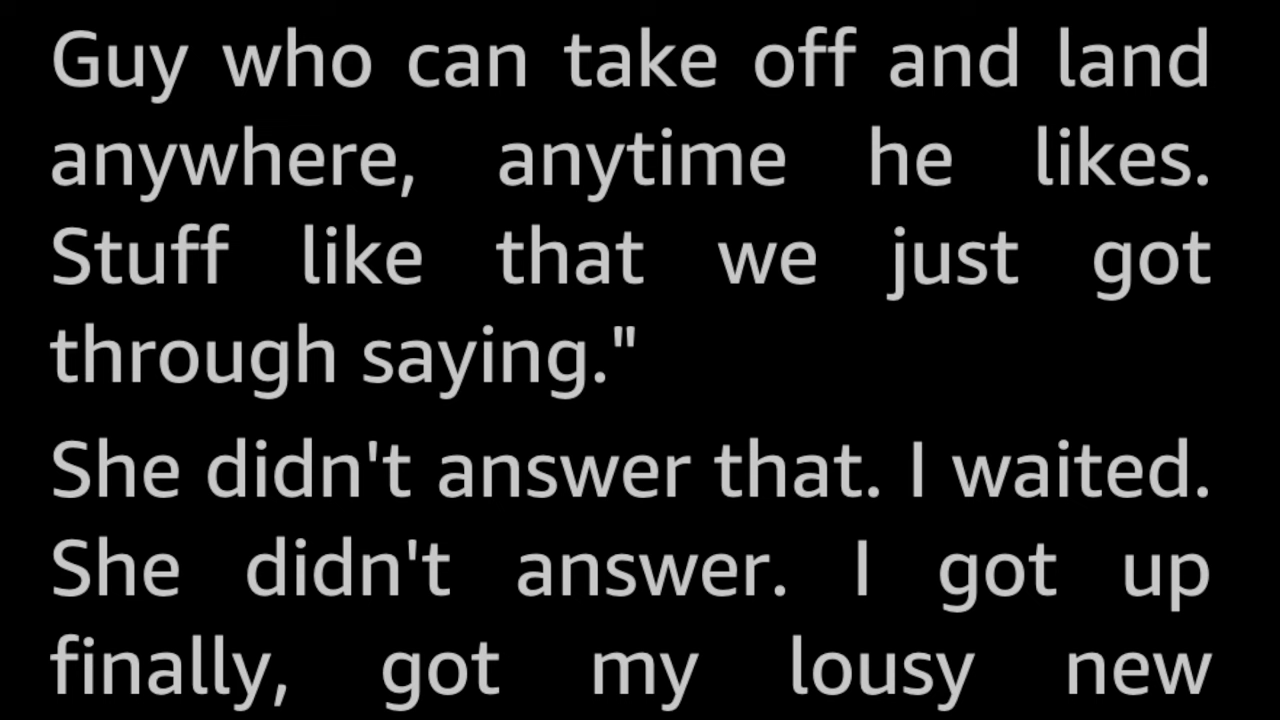 Guy who can take off and land
anywhere, anytime he likes.
Stuff like that we just got
through saying."
She didn't answer that. I waited.
She didn't answer. I got up
finally, got my lousy new